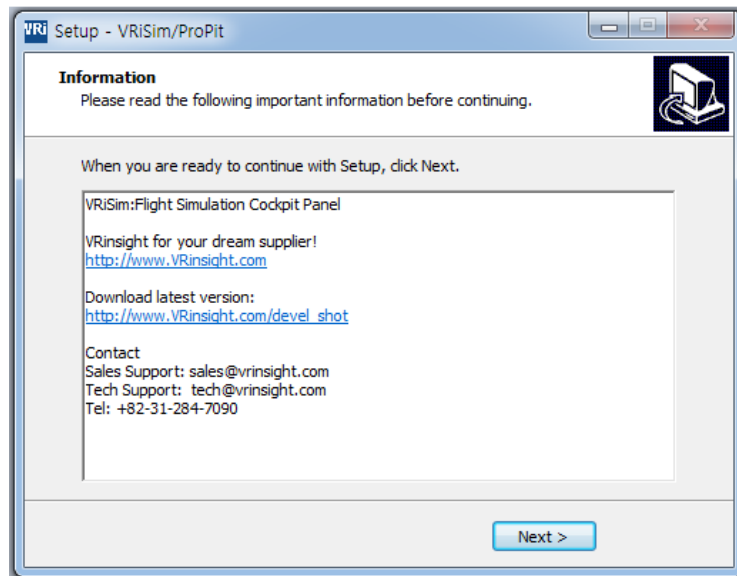 VRi Setup - VRiSim/ProPit
Information
Please read the following important information before continuing.
When you are ready to continue with Setup, click Next.
VRiSim:Flight Simulation Cockpit Panel
VRinsight for your dream supplier!
http://www.VRinsight.com
Download latest version:
http://www.VRinsight.com/devel_shot
Contact
Sales Support: sales@vrinsight.com
Tech Support:  tech@vrinsight.com
Tel: +82-31-284-7090
Next >